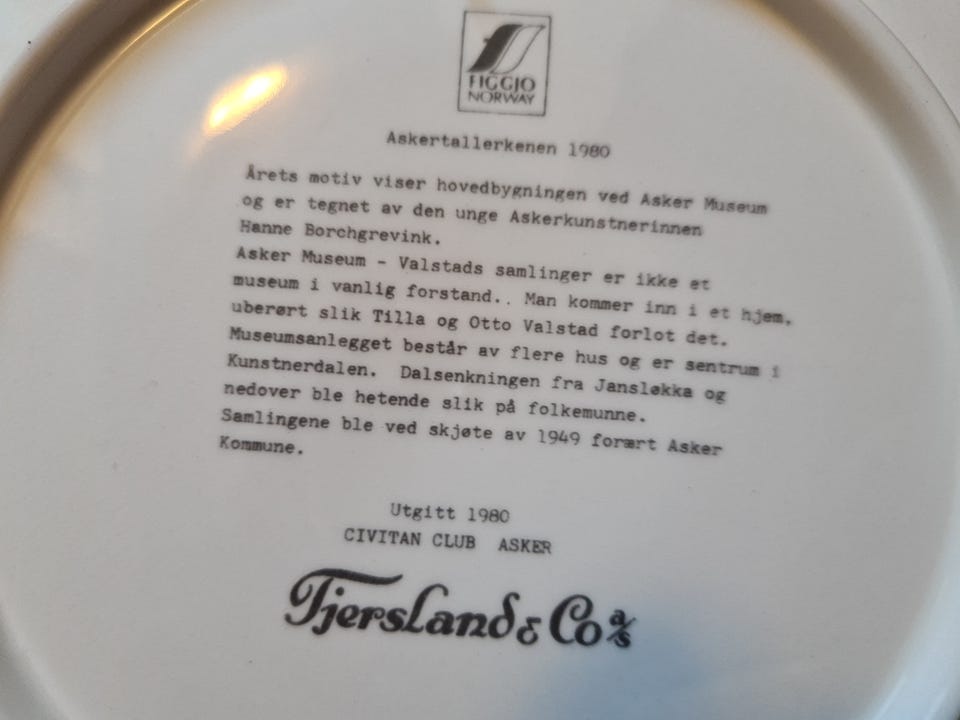 FIGGJO
NORWAY
Askertallerkenen 1980
Årets motiv viser hovedbygningen ved Asker Museum
og er tegnet av den unge Askerkunstnerinnen
Hanne Borchgrevink.
Asker Museum - Valstads samlinger er ikke et
museum i vanlig forstand.. Man kommer inn i et hjem,
uberørt slik Tilla og Otto Valstad forlot det.
Museumsanlegget består av flere hus og er sentrum i
Kunstnerdalen. Dalsenkningen fra Jansløkka og
nedover ble hetende slik på folkemunne.
Samlingene ble ved skjøte av 1949 forært Asker
Kommune.
Utgitt 1980
CIVITAN CLUB ASKER
Tjersland & Co a/s